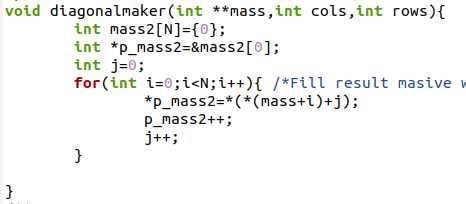 void diagonalmaker(int **mass,int cols,int rows){
int mass2[N]={0};
int *p_mass2=&mass2[0];
int j=0;
for(int i=0;i<N;i++){ /*Fill result masive
*p_mass2=*(*(mass+i)+j);
p_mass2++;
j++;
}
}